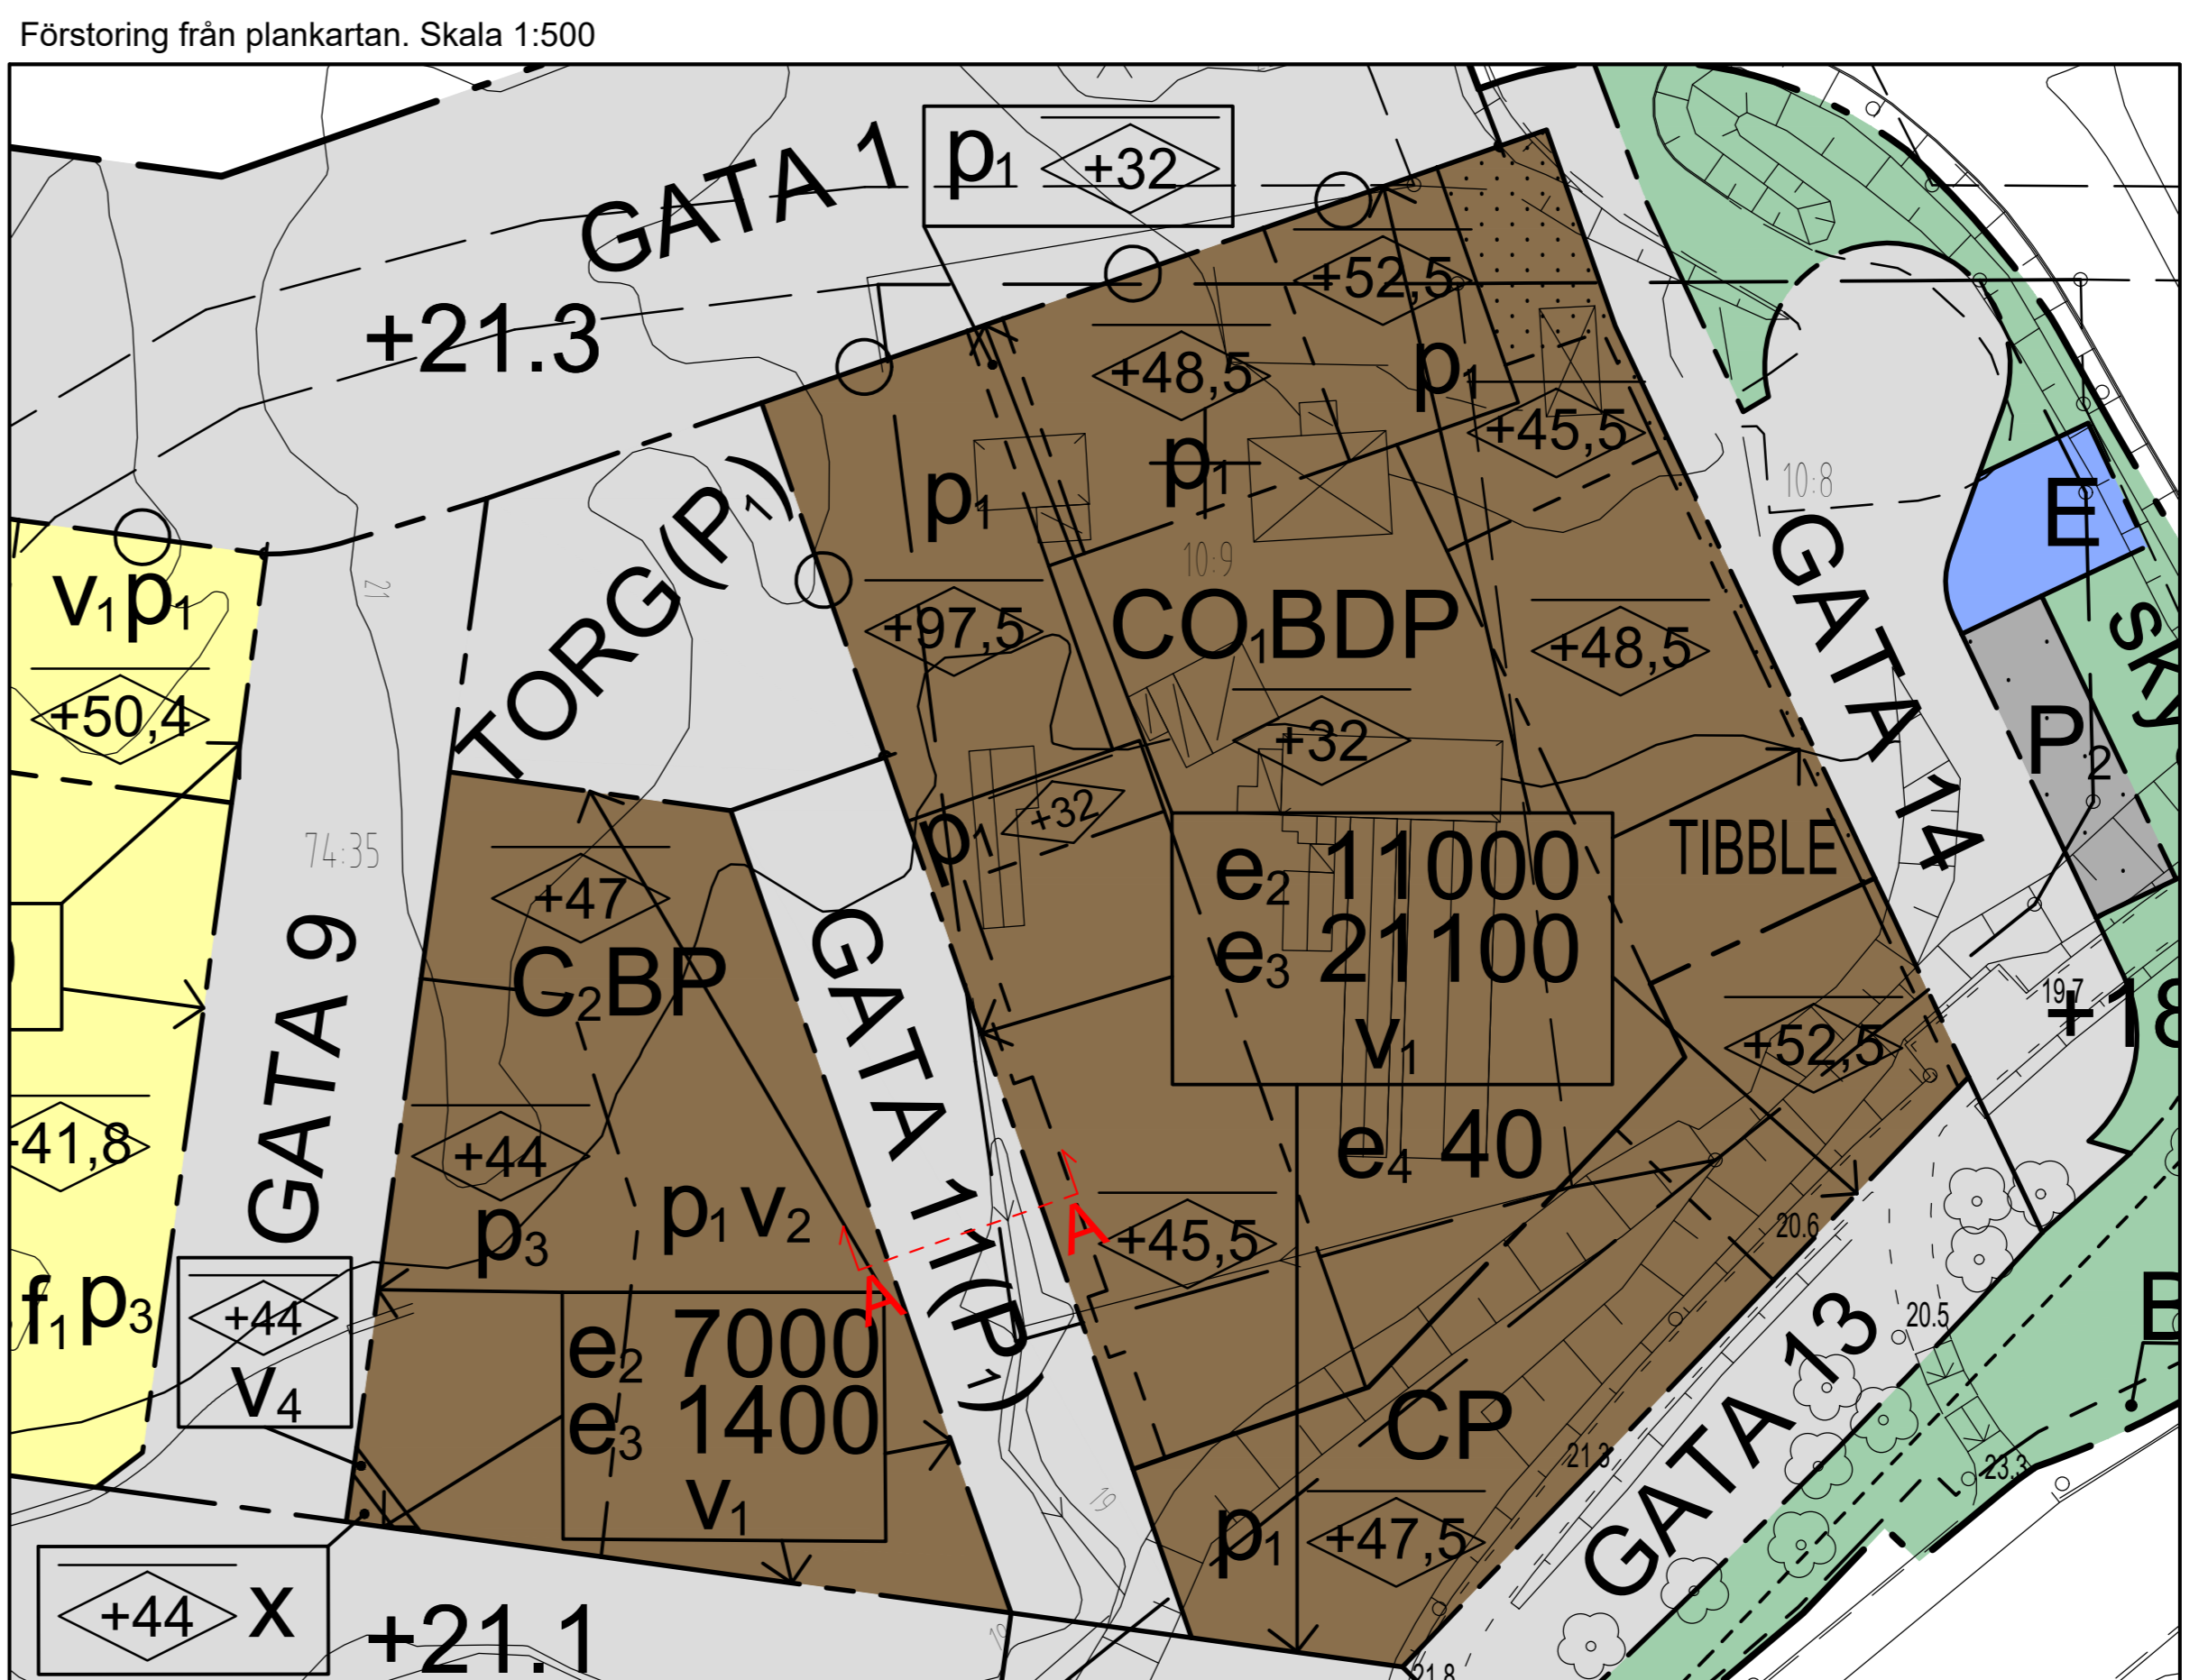 Förstoring från plankartan. Skala 1:500
GATA 1
p1 +32
+21.3
+52,5
+48,5
p1
+45,5
p1
p1
10:8
E
TORG(P1)
v1p1
21
10:9
+97,5
CO1BDP
+48,5
GATA 14
+50,4
+32
P2
sky
+32
p1
TIBBLE
74:35
e2 11000
e3 21100
v1
+47
C2BP
GATA 9
GATA 11(P1)
19.7
+18
+52,5
+41,8
+44
e4 40
p3
p1 v2
A
A
+45,5
20.6
f1p3
+44
v4
e2 7000
e3 1400
v1
20.5
B
CP
21.3
23.3
GATA 13
19
p1
+47,5
+44 x
+21.1
21.8